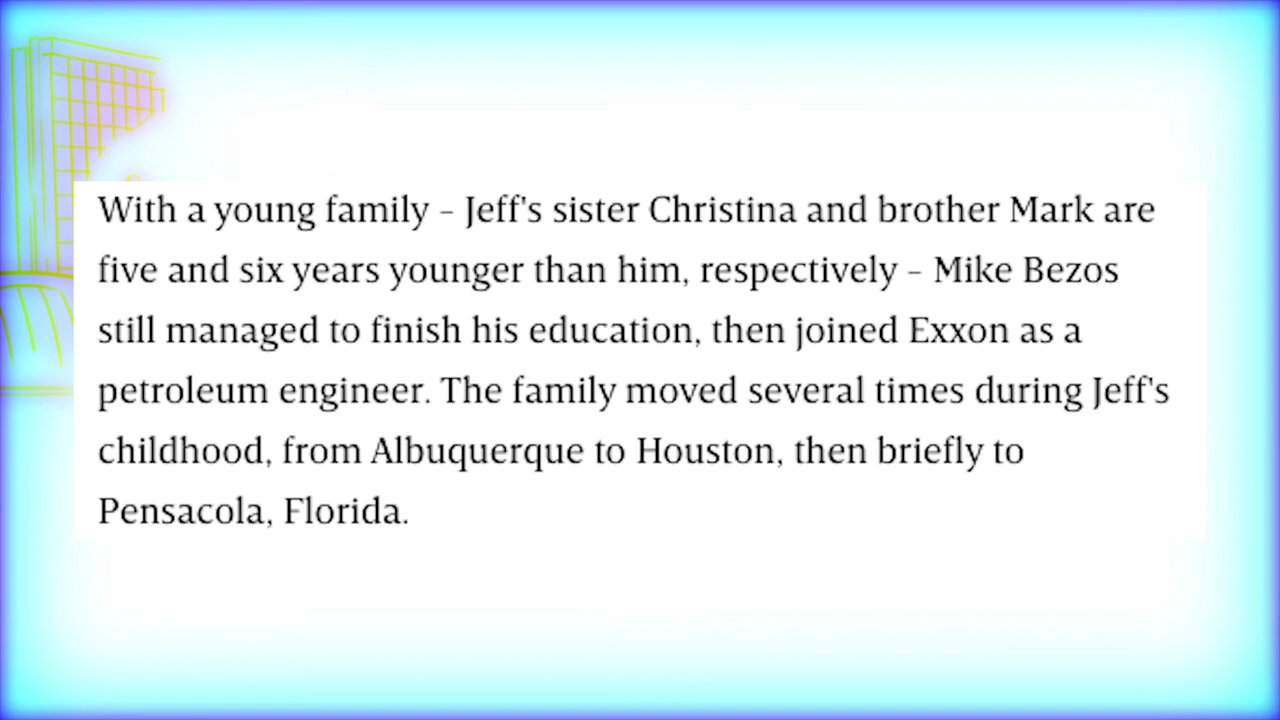 With a young family – Jeff's sister Christina and brother Mark are
five and six years younger than him, respectively – Mike Bezos
still managed to finish his education, then joined Exxon as a
petroleum engineer. The family moved several times during Jeff's
childhood, from Albuquerque to Houston, then briefly to
Pensacola, Florida.